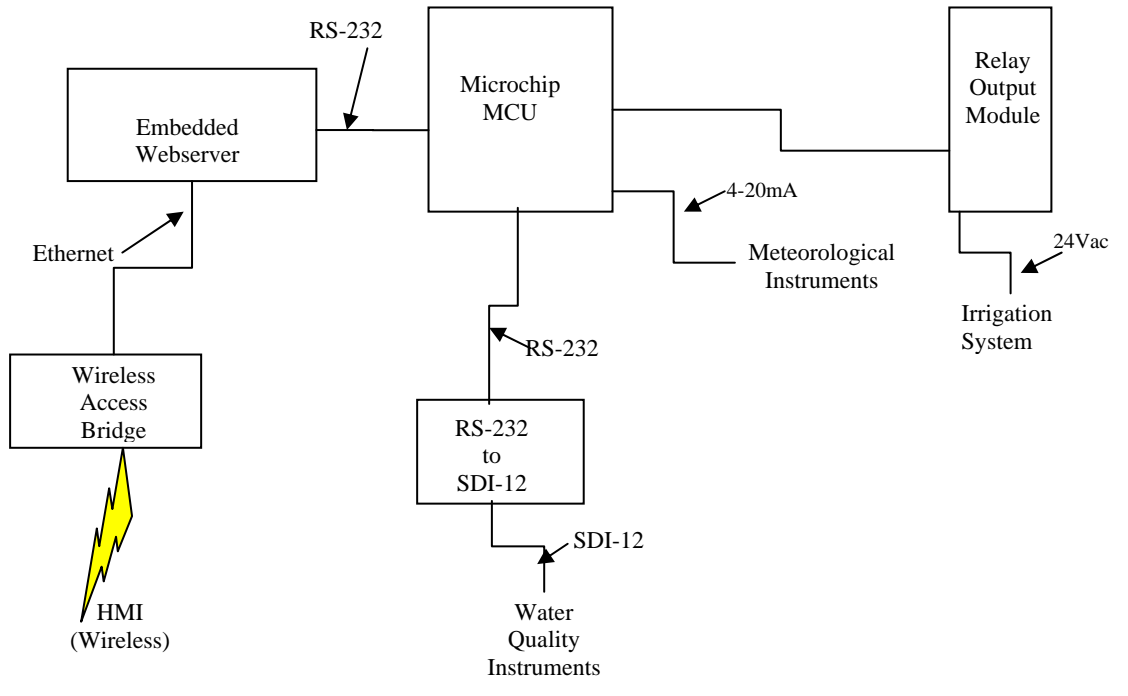 RS-232
Microchip
MCU
Relay
Output
Module
Embedded
Webserver
4-20mA
Ethernet
Meteorological
Instruments
24Vac
Irrigation
System
RS-232
Wireless
Access
Bridge
RS-232
to
SDI-12
SDI-12
HMI
(Wireless)
Water
Quality
Instruments